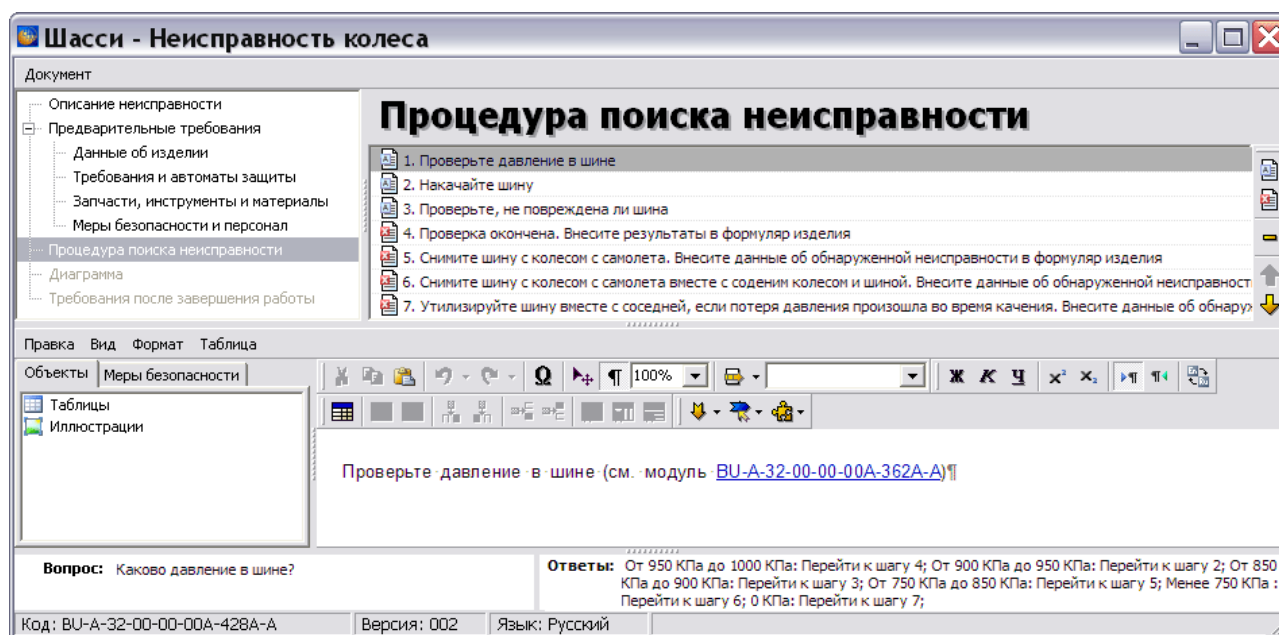 Шасси - Неисправность колеса
Документ
Описание неисправности
Предварительные требования
Данные об изделии
Требования и автоматы защиты
Запчасти, инструменты и материалы
Меры безопасности и персонал
Процедура поиска неисправности
Диаграмма
Требования после завершения работы
Процедура поиска неисправности
1. Проверьте давление в шине
2. Накачайте шину
3. Проверьте, не повреждена ли шина
4. Проверка окончена. Внесите результаты в формуляр изделия
5. Снимите шину с колесом с самолета. Внесите данные об обнаруженной неисправности в формуляр изделия
6. Снимите шину с колесом с самолета вместе с соденим колесом и шиной. Внесите данные об обнаруженной неисправност
7. Утилизируйте шину вместе с соседней, если потеря давления произошла во время качения. Внесите данные об обнаруж
Правка Вид Формат Таблица
Объекты Меры безопасности
Таблицы
Иллюстрации
Ω ¶ 100% Ж К Ч x² x₂ ¶ ¶
Проверьте·давление·в·шине·(см.·модуль·BU-A-32-00-00-00A-362A-A)¶
Вопрос: Каково давление в шине?
Ответы: От 950 КПа до 1000 КПа: Перейти к шагу 4; От 900 КПа до 950 КПа: Перейти к шагу 2; От 850
КПа до 900 КПа: Перейти к шагу 3; От 750 КПа до 850 КПа: Перейти к шагу 5; Менее 750 КПа :
Перейти к шагу 6; 0 КПа: Перейти к шагу 7;
Код: BU-A-32-00-00-00A-428A-A Версия: 002 Язык: Русский